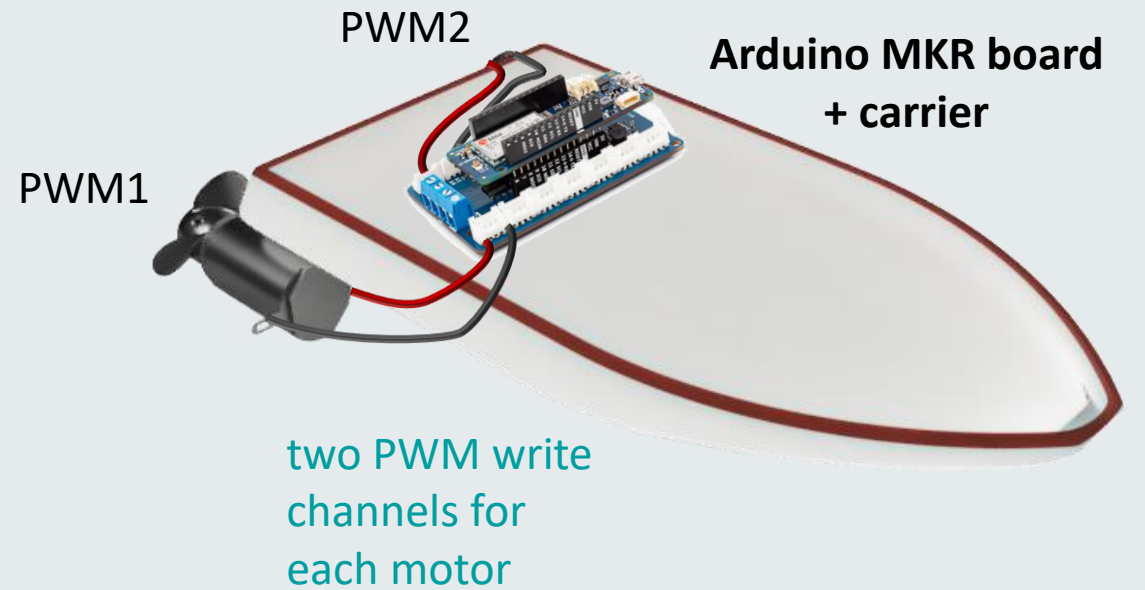 PWM2
Arduino MKR board
+ carrier
PWM1
two PWM write
channels for
each motor